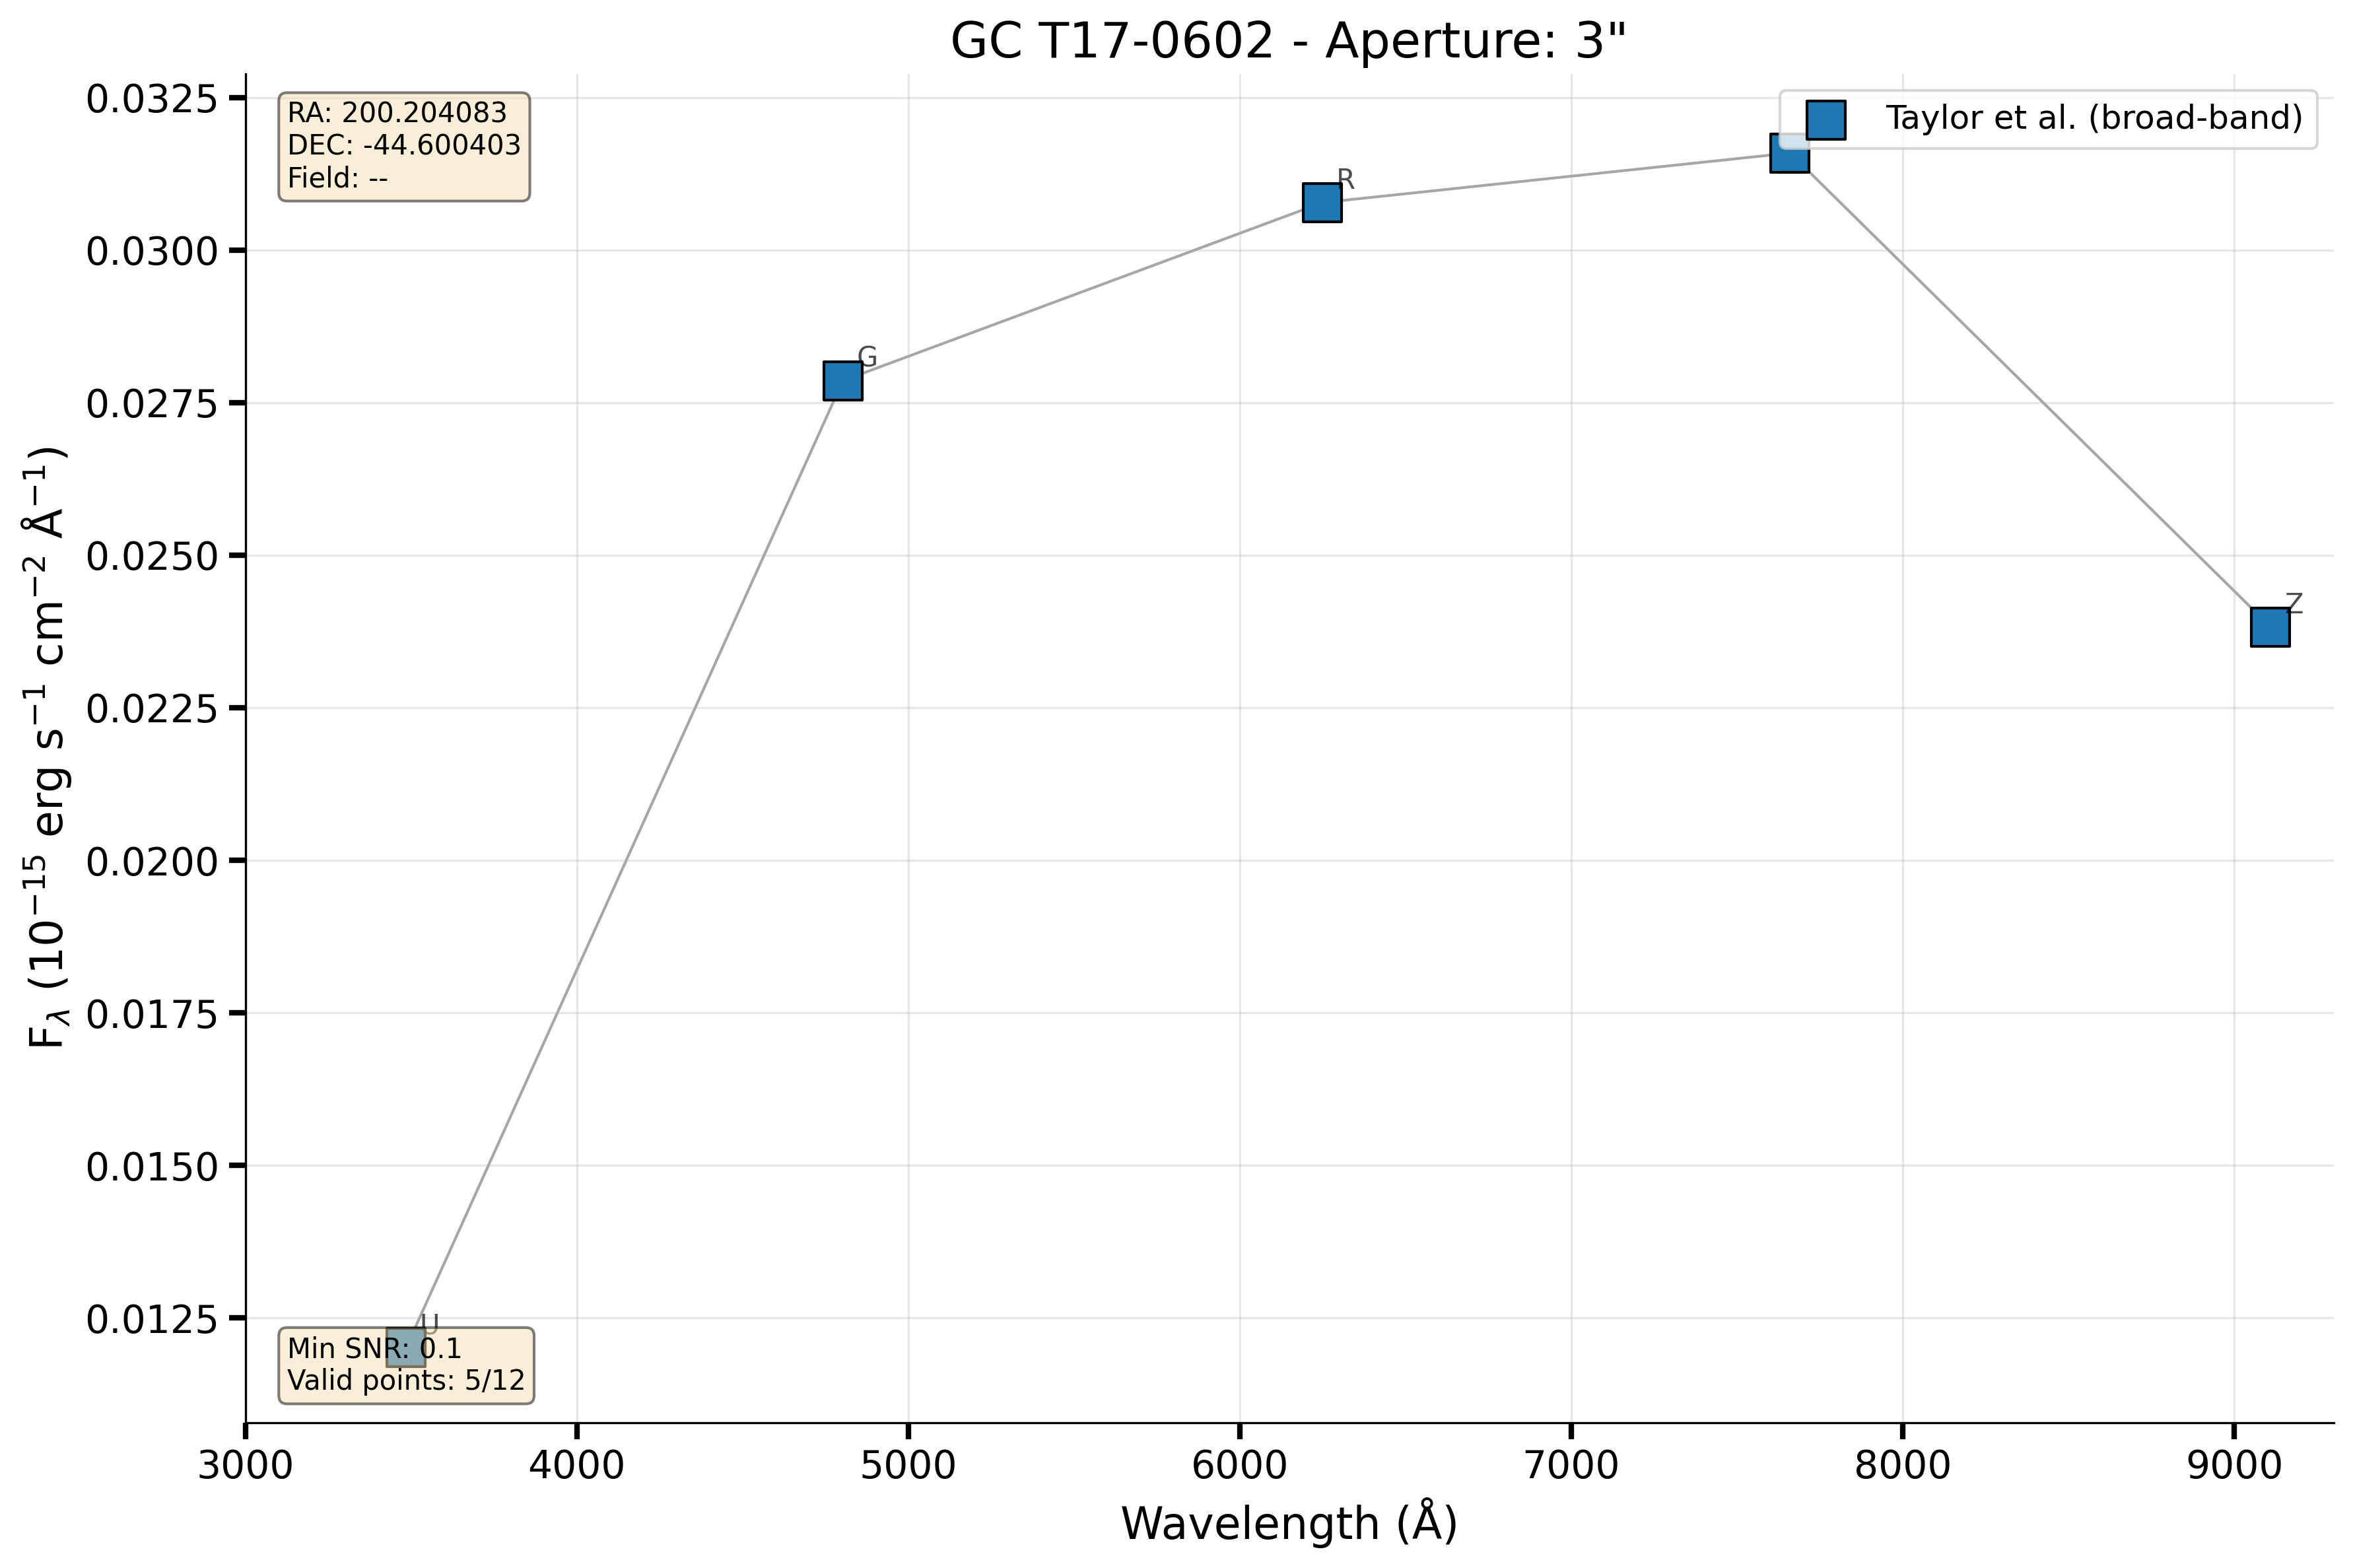 GC T17-0602 - Aperture: 3"
RA: 200.204083
DEC: -44.600403
Field: --
Taylor et al. (broad-band)
R
G
Z
U
Min SNR: 0.1
Valid points: 5/12
F_λ (10⁻¹⁵ erg s⁻¹ cm⁻² Å⁻¹)
0.0325
0.0300
0.0275
0.0250
0.0225
0.0200
0.0175
0.0150
0.0125
3000 4000 5000 6000 7000 8000 9000
Wavelength (Å)